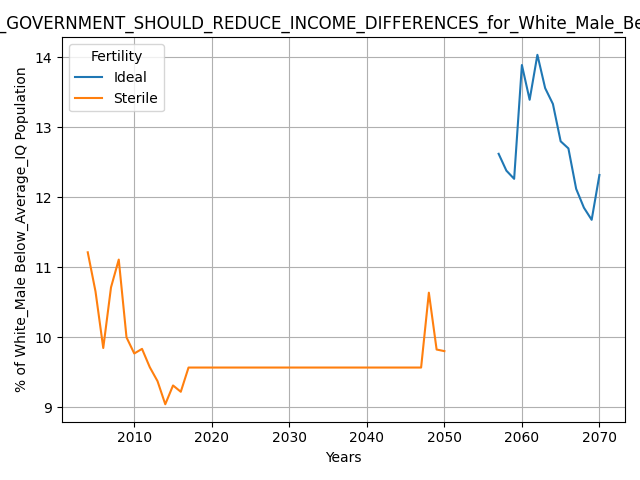 _GOVERNMENT_SHOULD_REDUCE_INCOME_DIFFERENCES_for_White_Male_Be
Fertility
Ideal
Sterile
% of White_Male Below_Average_IQ Population
14
13
12
11
10
9
2010 2020 2030 2040 2050 2060 2070
Years